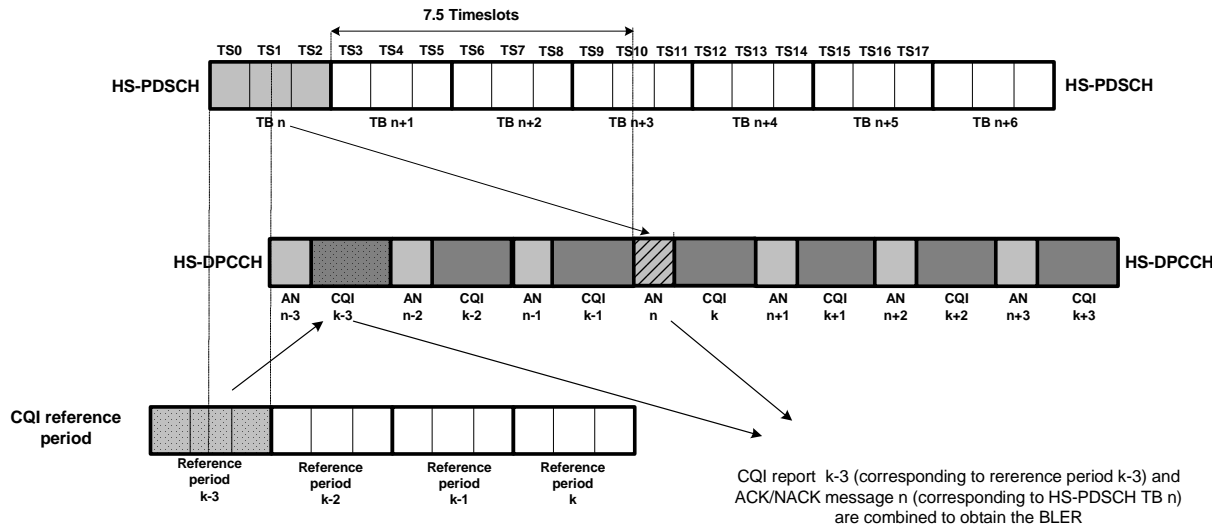 7.5 Timeslots
TS0 TS1 TS2 TS3 TS4 TS5 TS6 TS7 TS8 TS9 TS10 TS11 TS12 TS13 TS14 TS15 TS16 TS17
HS-PDSCH HS-PDSCH
TB n TB n+1 TB n+2 TB n+3 TB n+4 TB n+5 TB n+6
HS-DPCCH HS-DPCCH
AN CQI AN CQI AN CQI AN CQI AN CQI AN CQI AN CQI
n-3 k-3 n-2 k-2 n-1 k-1 n k n+1 k+1 n+2 k+2 n+3 k+3
CQI reference
period
Reference Reference Reference Reference
period period period period
k-3 k-2 k-1 k
CQI report k-3 (corresponding to rererence period k-3) and
ACK/NACK message n (corresponding to HS-PDSCH TB n)
are combined to obtain the BLER